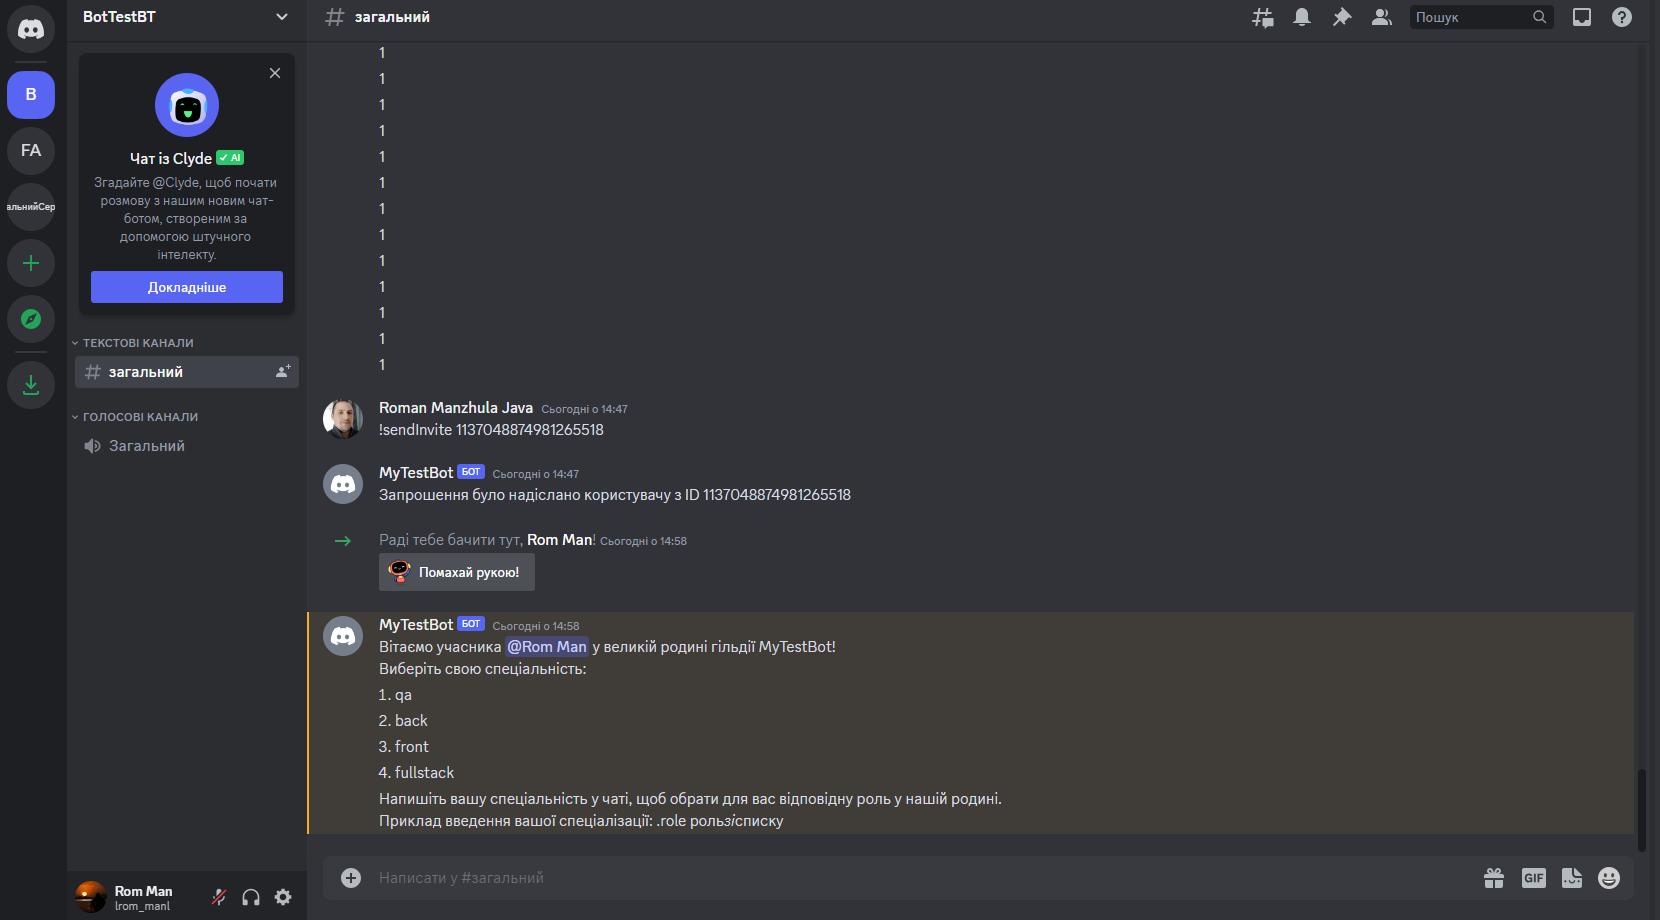 BotTestBT
загальний
Пошук
B
FA
альнийСер
Чат із Clyde AI
Згадайте @Clyde, щоб почати
розмову з нашим новим чат-
ботом, створеним за
допомогою штучного
інтелекту.
Докладніше
ТЕКСТОВІ КАНАЛИ
загальний
ГОЛОСОВІ КАНАЛИ
Загальний
1
1
1
1
1
1
1
1
1
1
1
1
1
Roman Manzhula Java Сьогодні о 14:47
!sendInvite 1137048874981265518
MyTestBot БОТ Сьогодні о 14:47
Запрошення було надіслано користувачу з ID 1137048874981265518
Раді тебе бачити тут, Rom Man! Сьогодні о 14:58
Помахай рукою!
MyTestBot БОТ Сьогодні о 14:58
Вітаємо учасника @Rom Man у великій родині гільдії MyTestBot!
Виберіть свою спеціальність:
1. qa
2. back
3. front
4. fullstack
Напишіть вашу спеціальність у чаті, щоб обрати для вас відповідну роль у нашій родині.
Приклад введення вашої спеціалізації: .role рользісписку
Написати у #загальний
GIF
Rom Man
lrom_manl